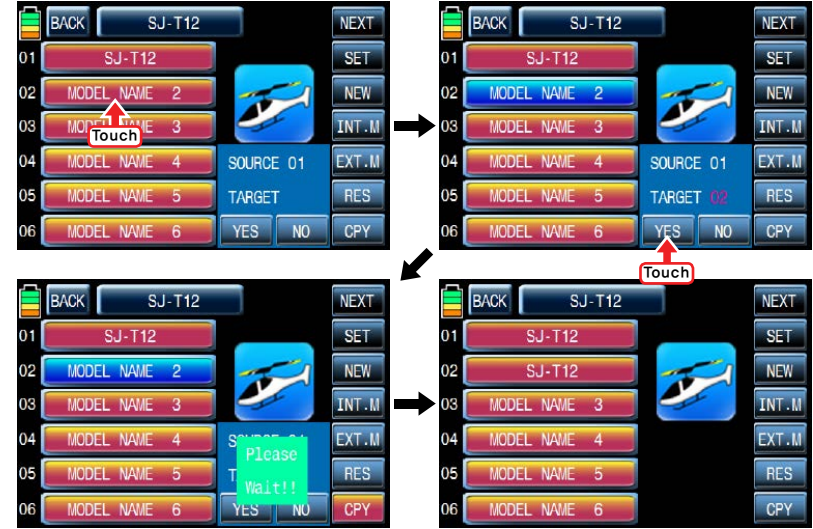 BACK SJ-T12 NEXT
01 SJ-T12 SET
02 MODEL NAME 2 NEW
03 MODEL NAME 3 INT.M
Touch
04 MODEL NAME 4 SOURCE 01 EXT.M
05 MODEL NAME 5 TARGET RES
06 MODEL NAME 6 YES NO CPY
BACK SJ-T12 NEXT
01 SJ-T12 SET
02 MODEL NAME 2 NEW
03 MODEL NAME 3 INT.M
04 MODEL NAME 4 SOURCE 01 EXT.M
05 MODEL NAME 5 TARGET 02 RES
06 MODEL NAME 6 YES NO CPY
Touch
BACK SJ-T12 NEXT
01 SJ-T12 SET
02 MODEL NAME 2 NEW
03 MODEL NAME 3 INT.M
04 MODEL NAME 4 EXT.M
Please
05 MODEL NAME 5 RES
Wait!!
06 MODEL NAME 6 YES NO CPY
BACK SJ-T12 NEXT
01 SJ-T12 SET
02 SJ-T12 NEW
03 MODEL NAME 3 INT.M
04 MODEL NAME 4 EXT.M
05 MODEL NAME 5 RES
06 MODEL NAME 6 CPY